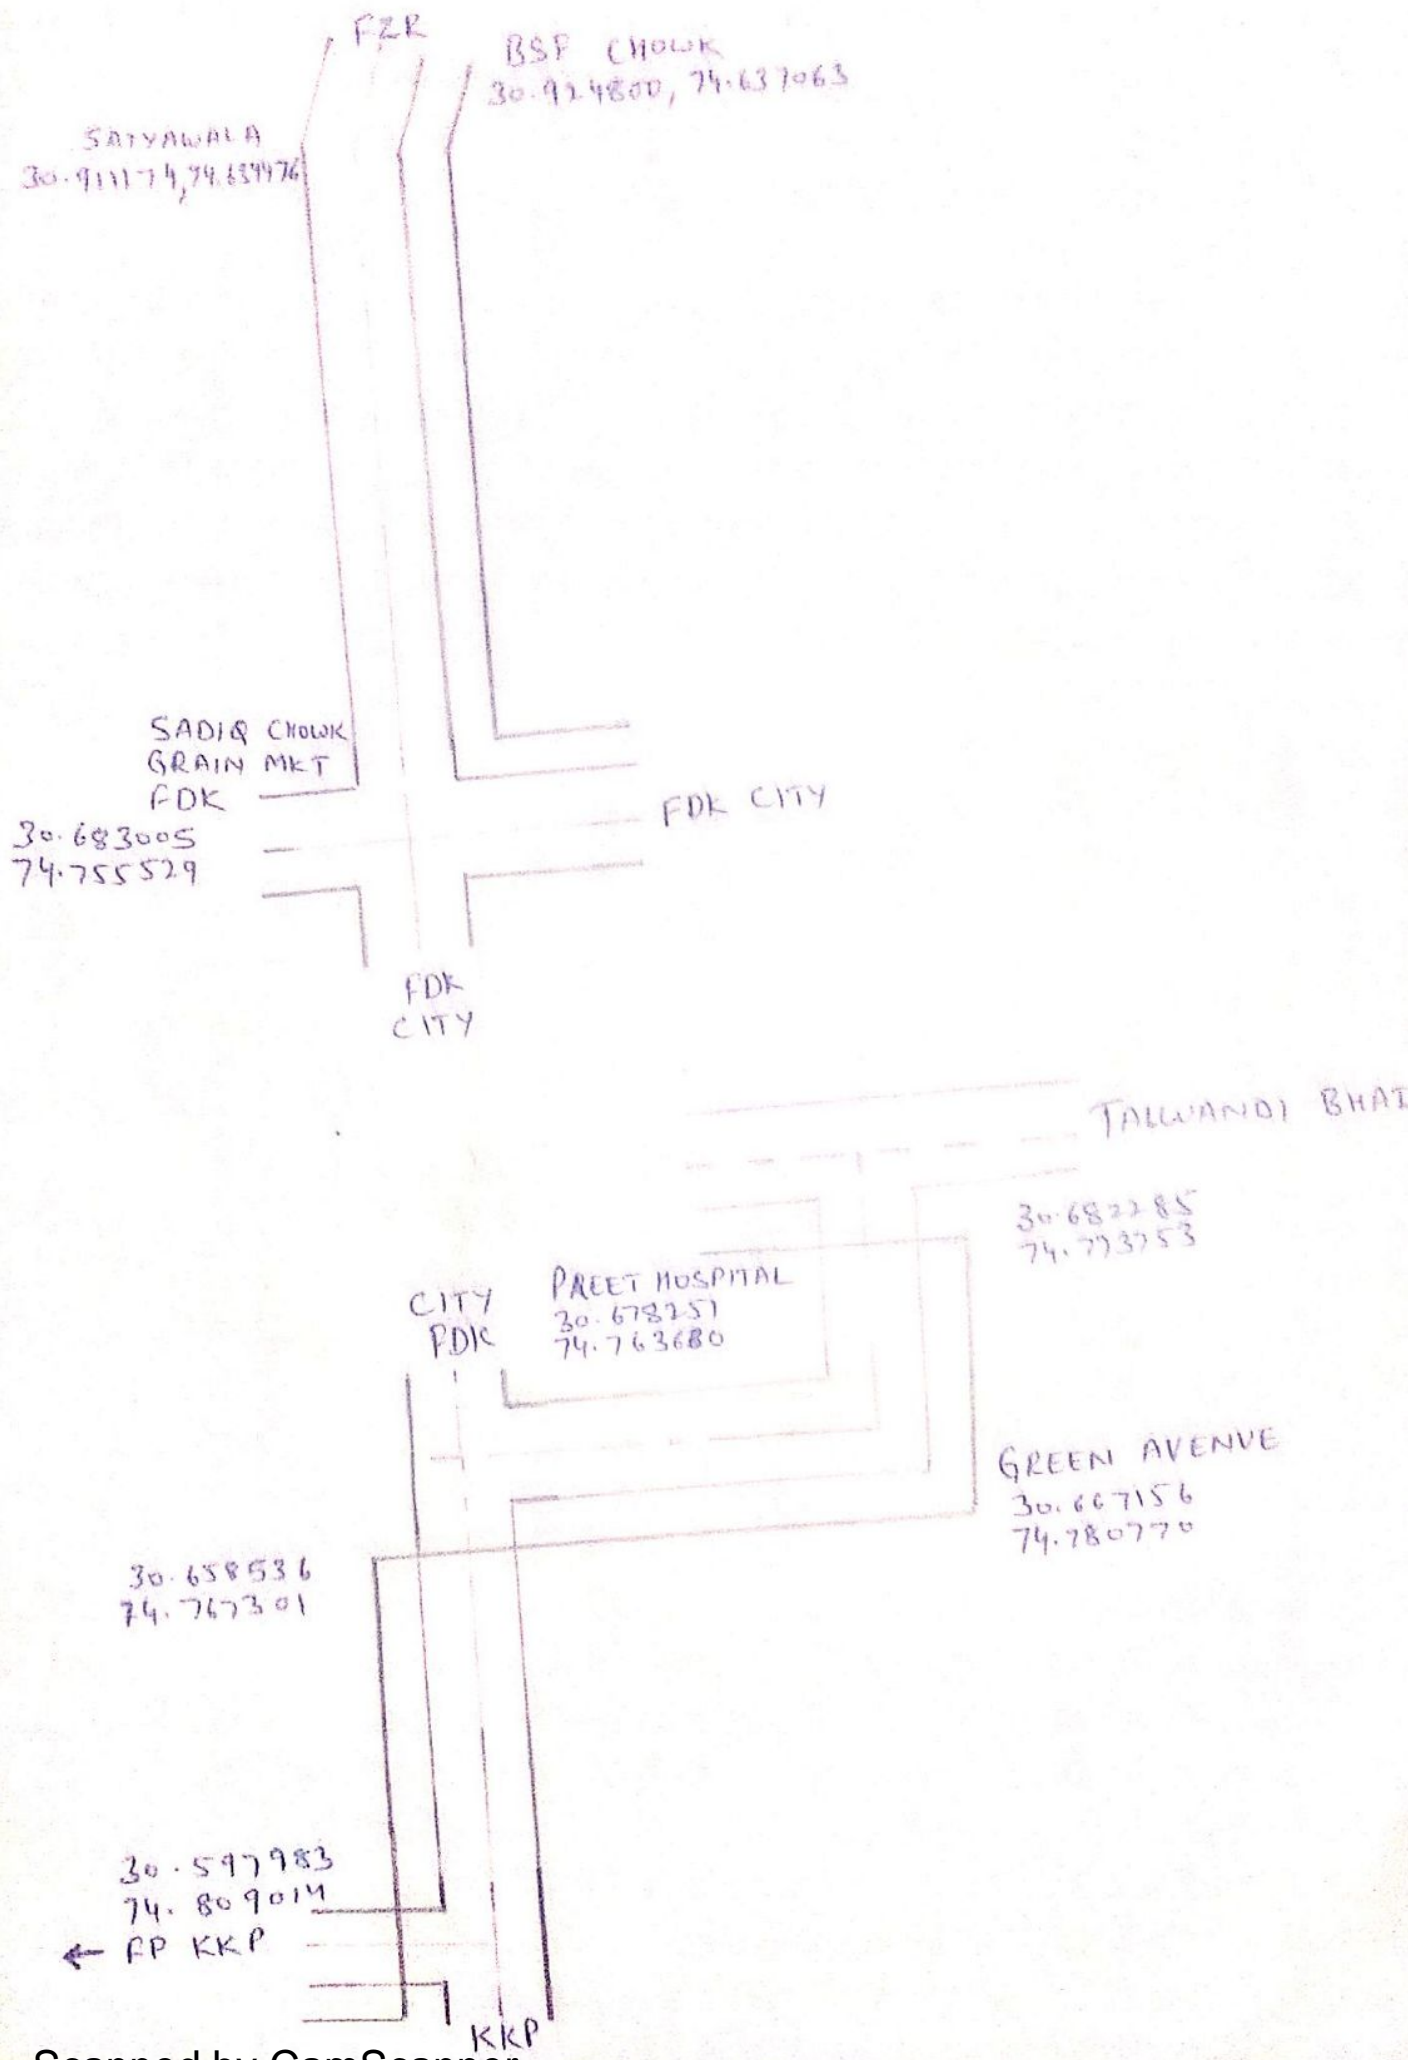 FZR
BSF CHOWK
30.924800, 74.637063
SATYAWALA
30.911174,74.639476
SADIQ CHOWK
GRAIN MKT
FDK
30.683005
74.755529
FDK CITY
FDK
CITY
TALWANDI BHAI
30.682285
74.773753
PREET HOSPITAL
30.678251
74.763680
CITY
FDK
GREEN AVENUE
30.667156
74.780770
30.658536
74.767301
30.597983
74.809014
← FP KKP
KKP
Scanned by CamScanner